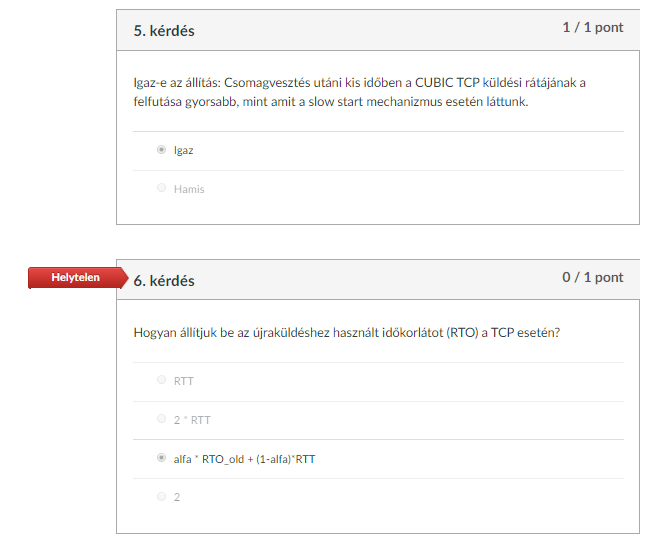 5. kérdés
1 / 1 pont
Igaz-e az állítás: Csomagvesztés utáni kis időben a CUBIC TCP küldési rátájának a
felfutása gyorsabb, mint amit a slow start mechanizmus esetén láttunk.
Igaz
Hamis
Helytelen
6. kérdés
0 / 1 pont
Hogyan állítjuk be az újraküldéshez használt időkorlátot (RTO) a TCP esetén?
RTT
2 * RTT
alfa * RTO_old + (1-alfa)*RTT
2